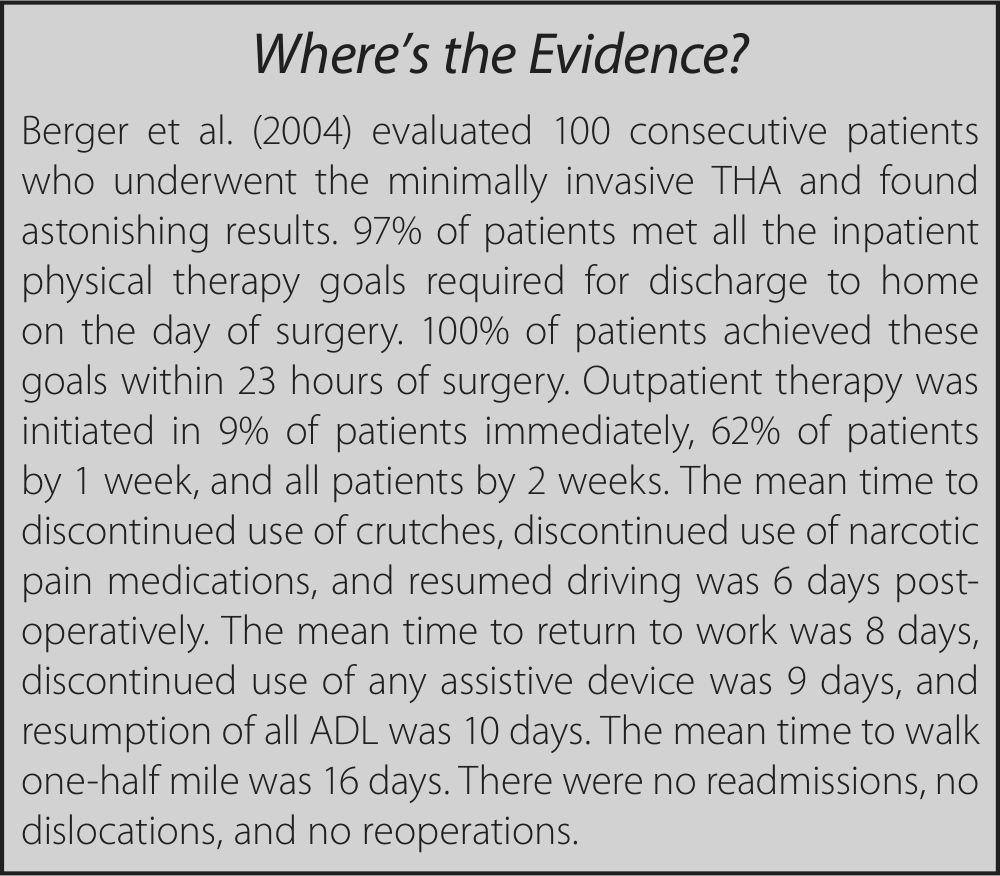 Where’s the Evidence?
Berger et al. (2004) evaluated 100 consecutive patients
who underwent the minimally invasive THA and found
astonishing results. 97% of patients met all the inpatient
physical therapy goals required for discharge to home
on the day of surgery. 100% of patients achieved these
goals within 23 hours of surgery. Outpatient therapy was
initiated in 9% of patients immediately, 62% of patients
by 1 week, and all patients by 2 weeks. The mean time to
discontinued use of crutches, discontinued use of narcotic
pain medications, and resumed driving was 6 days post-
operatively. The mean time to return to work was 8 days,
discontinued use of any assistive device was 9 days, and
resumption of all ADL was 10 days. The mean time to walk
one-half mile was 16 days. There were no readmissions, no
dislocations, and no reoperations.